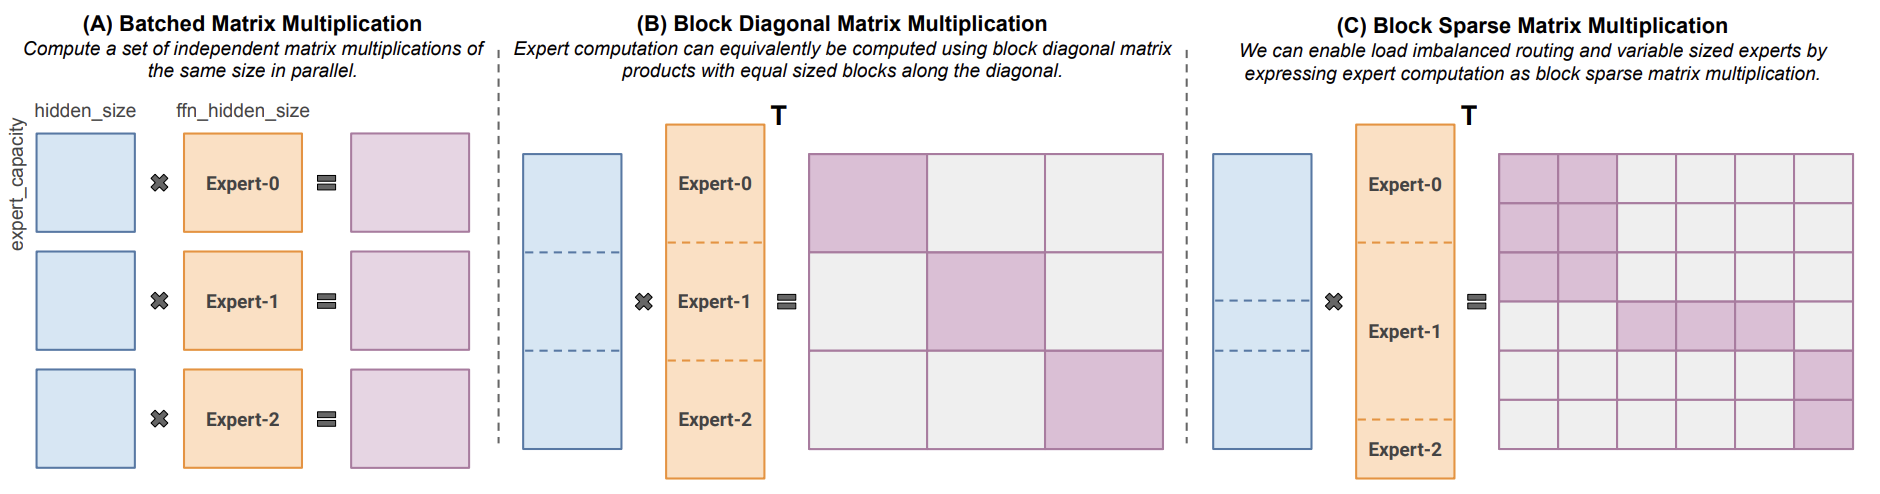 (A) Batched Matrix Multiplication
Compute a set of independent matrix multiplications of
the same size in parallel.
hidden_size
ffn_hidden_size
expert_capacity
Expert-0
Expert-1
Expert-2
(B) Block Diagonal Matrix Multiplication
Expert computation can equivalently be computed using block diagonal matrix
products with equal sized blocks along the diagonal.
T
Expert-0
Expert-1
Expert-2
(C) Block Sparse Matrix Multiplication
We can enable load imbalanced routing and variable sized experts by
expressing expert computation as block sparse matrix multiplication.
T
Expert-0
Expert-1
Expert-2